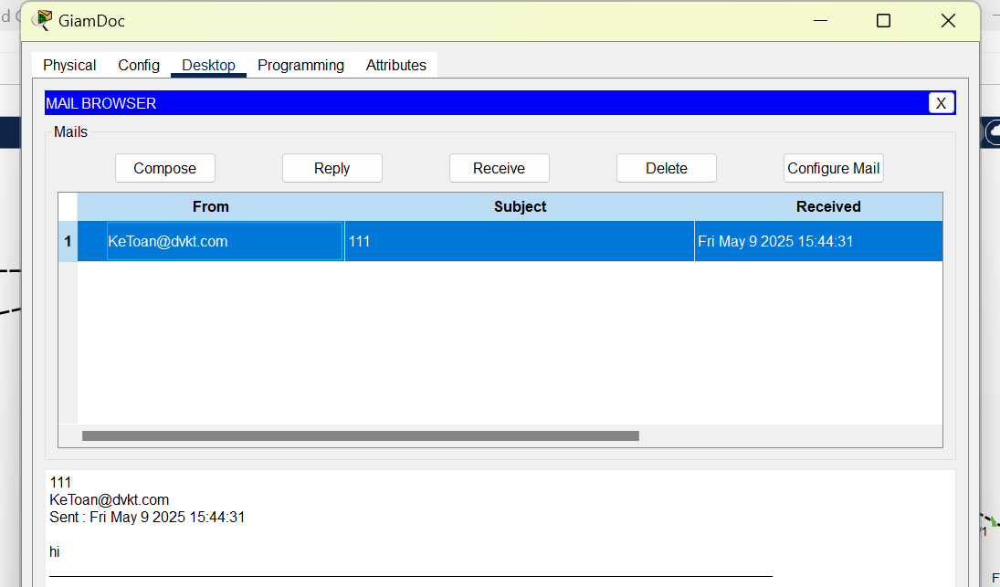 d
GiamDoc
Physical Config Desktop Programming Attributes
MAIL BROWSER X
Mails
Compose Reply Receive Delete Configure Mail
From Subject Received
1 KeToan@dvkt.com 111 Fri May 9 2025 15:44:31
111
KeToan@dvkt.com
Sent : Fri May 9 2025 15:44:31
hi
/1
F